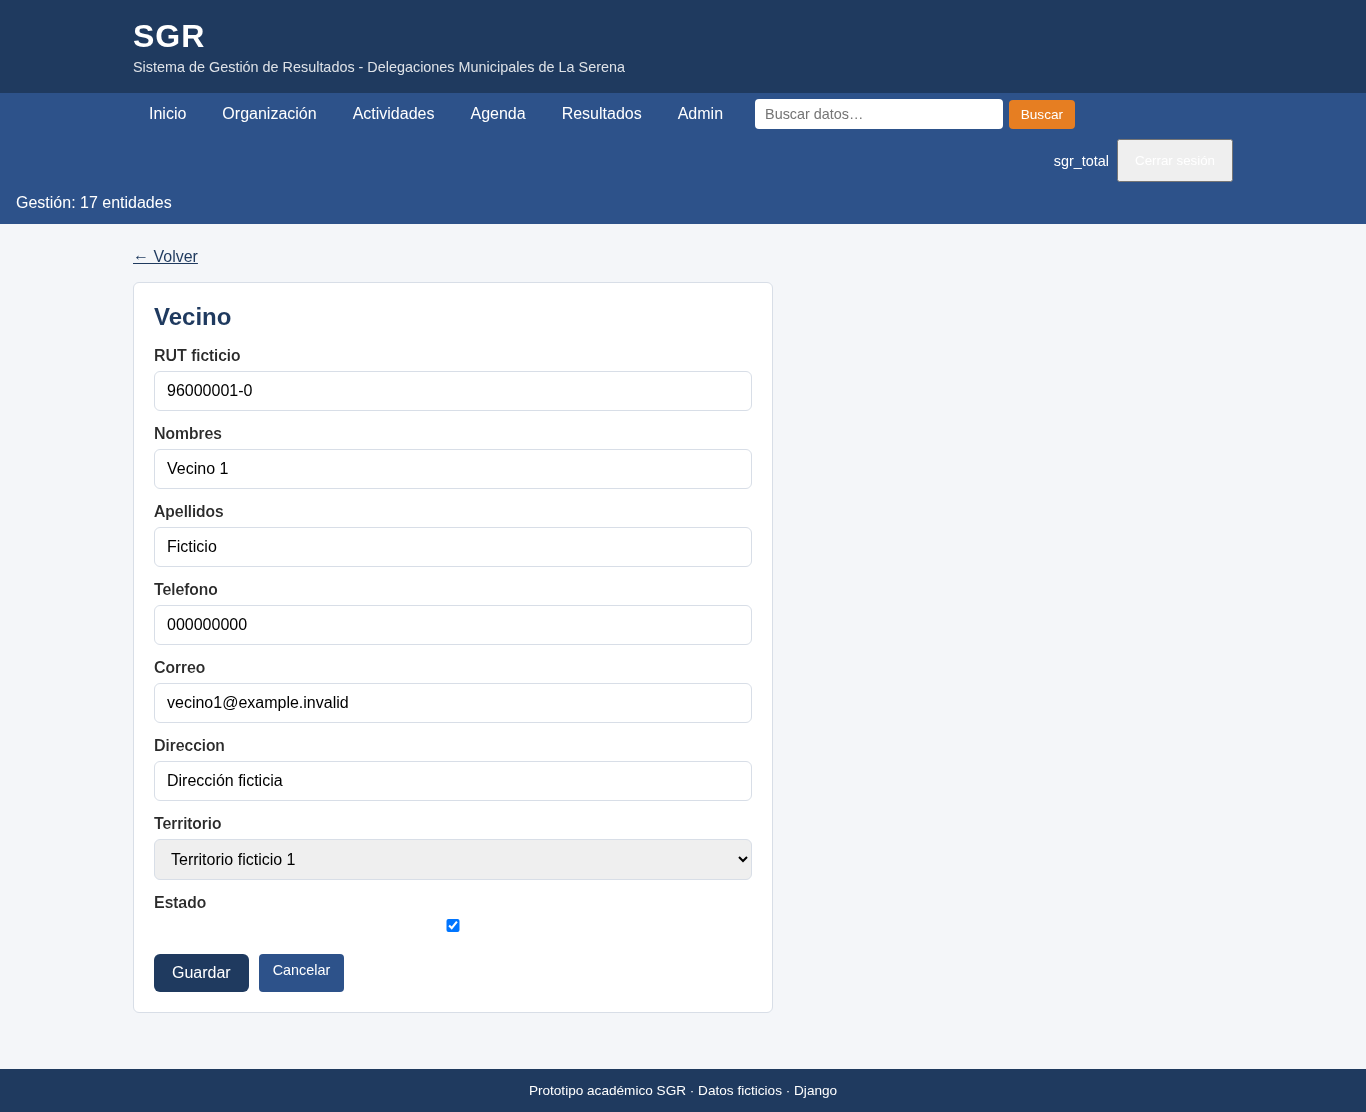 SGR
Sistema de Gestión de Resultados - Delegaciones Municipales de La Serena
Inicio Organización Actividades Agenda Resultados Admin Buscar datos… Buscar
sgr_total Cerrar sesión
Gestión: 17 entidades
← Volver
Vecino
RUT ficticio
96000001-0
Nombres
Vecino 1
Apellidos
Ficticio
Telefono
000000000
Correo
vecino1@example.invalid
Direccion
Dirección ficticia
Territorio
Territorio ficticio 1
Estado
Guardar Cancelar
Prototipo académico SGR · Datos ficticios · Django